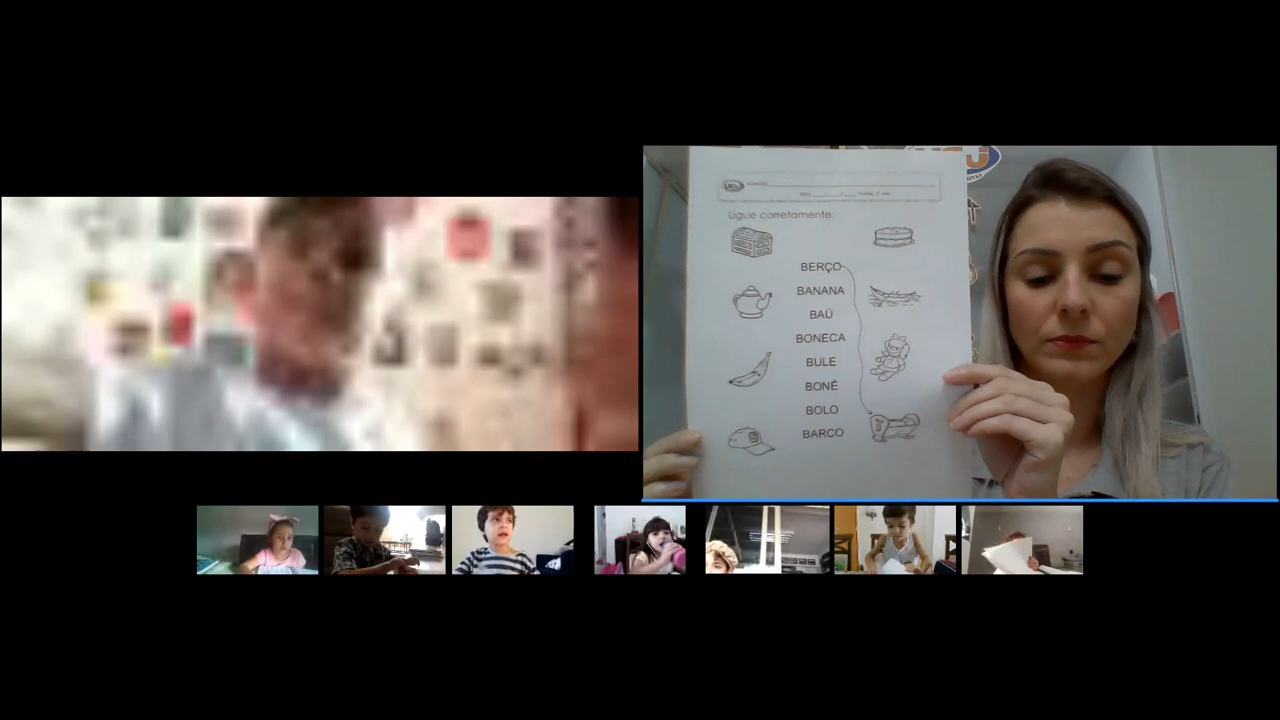 Ligue corretamente:
BERÇO
BANANA
BAÚ
BONECA
BULE
BONÉ
BOLO
BARCO